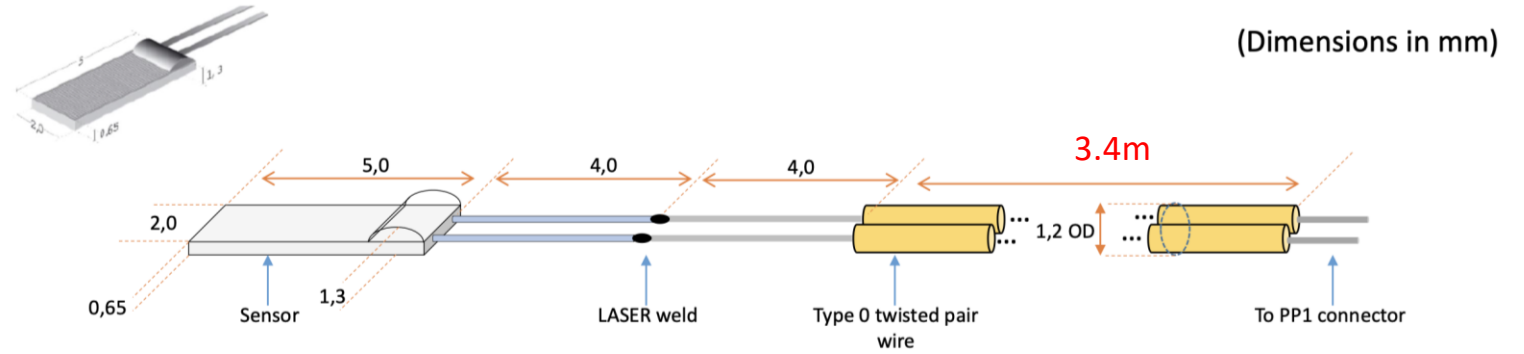 (Dimensions in mm)
5
1,3
2,0
0,65
3.4m
5,0
4,0
4,0
2,0
1,2 OD
0,65
1,3
Sensor
LASER weld
Type 0 twisted pair
wire
To PP1 connector